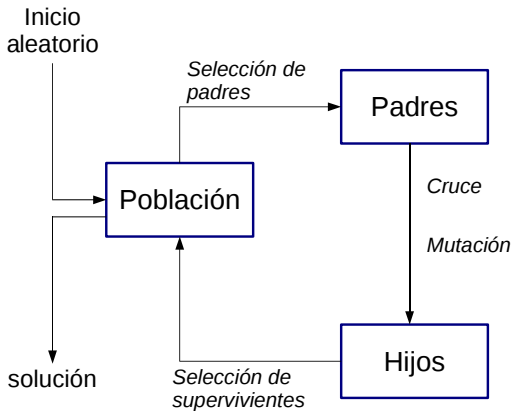 Inicio
aleatorio
Selección de
padres
Padres
Población
Cruce
Mutación
Hijos
solución
Selección de
supervivientes